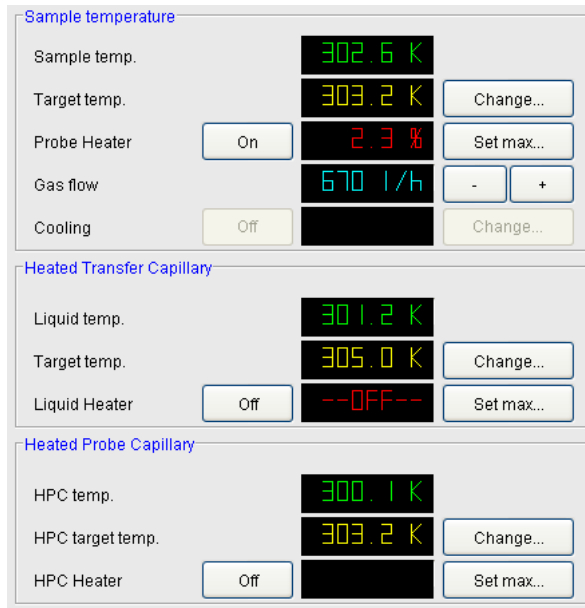 Sample temperature
Sample temp. 302.6 K
Target temp. 303.2 K Change...
Probe Heater On 2.3 % Set max...
Gas flow 670 l/h - +
Cooling Off Change...
Heated Transfer Capillary
Liquid temp. 301.2 K
Target temp. 305.0 K Change...
Liquid Heater Off --OFF-- Set max...
Heated Probe Capillary
HPC temp. 300.1 K
HPC target temp. 303.2 K Change...
HPC Heater Off Set max...